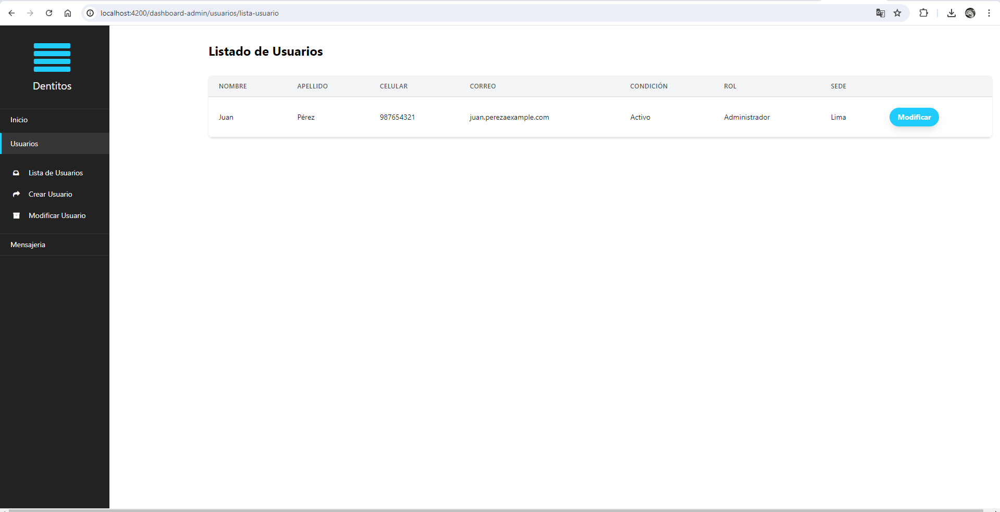 localhost:4200/dashboard-admin/usuarios/lista-usuario
Dentitos
Inicio
Usuarios
Lista de Usuarios
Crear Usuario
Modificar Usuario
Mensajeria
Listado de Usuarios
NOMBRE APELLIDO CELULAR CORREO CONDICIÓN ROL SEDE
Juan Pérez 987654321 juan.perezaexample.com Activo Administrador Lima Modificar